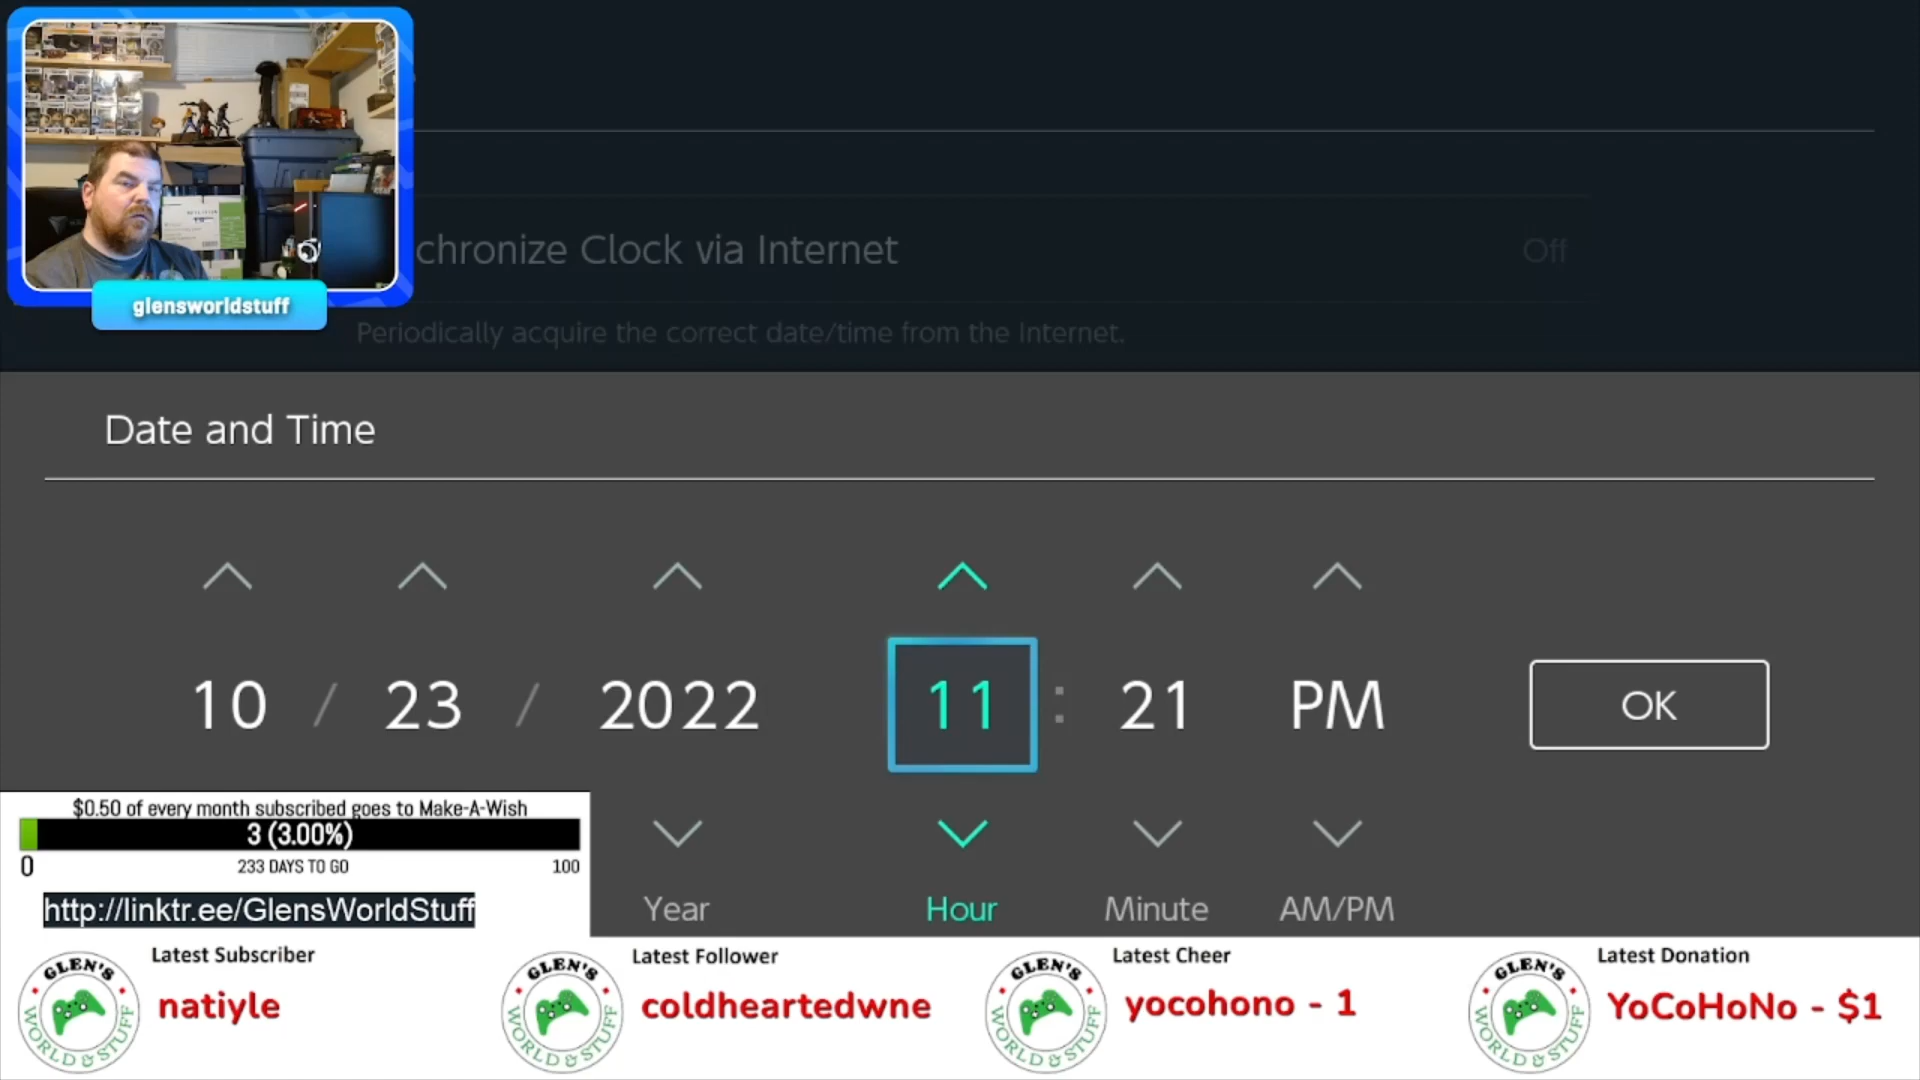 glensworldstuff
chronize Clock via Internet
Off
Periodically acquire the correct date/time from the Internet.
Date and Time
10 / 23 / 2022 11 : 21 PM
OK
Year Hour Minute AM/PM
$0.50 of every month subscribed goes to Make-A-Wish
3 (3.00%)
0 233 DAYS TO GO 100
http://linktr.ee/GlensWorldStuff
GLEN'S WORLD & STUFF
Latest Subscriber
natiyle
GLEN'S WORLD & STUFF
Latest Follower
coldheartedwne
GLEN'S WORLD & STUFF
Latest Cheer
yocohono - 1
GLEN'S WORLD & STUFF
Latest Donation
YoCoHoNo - $1